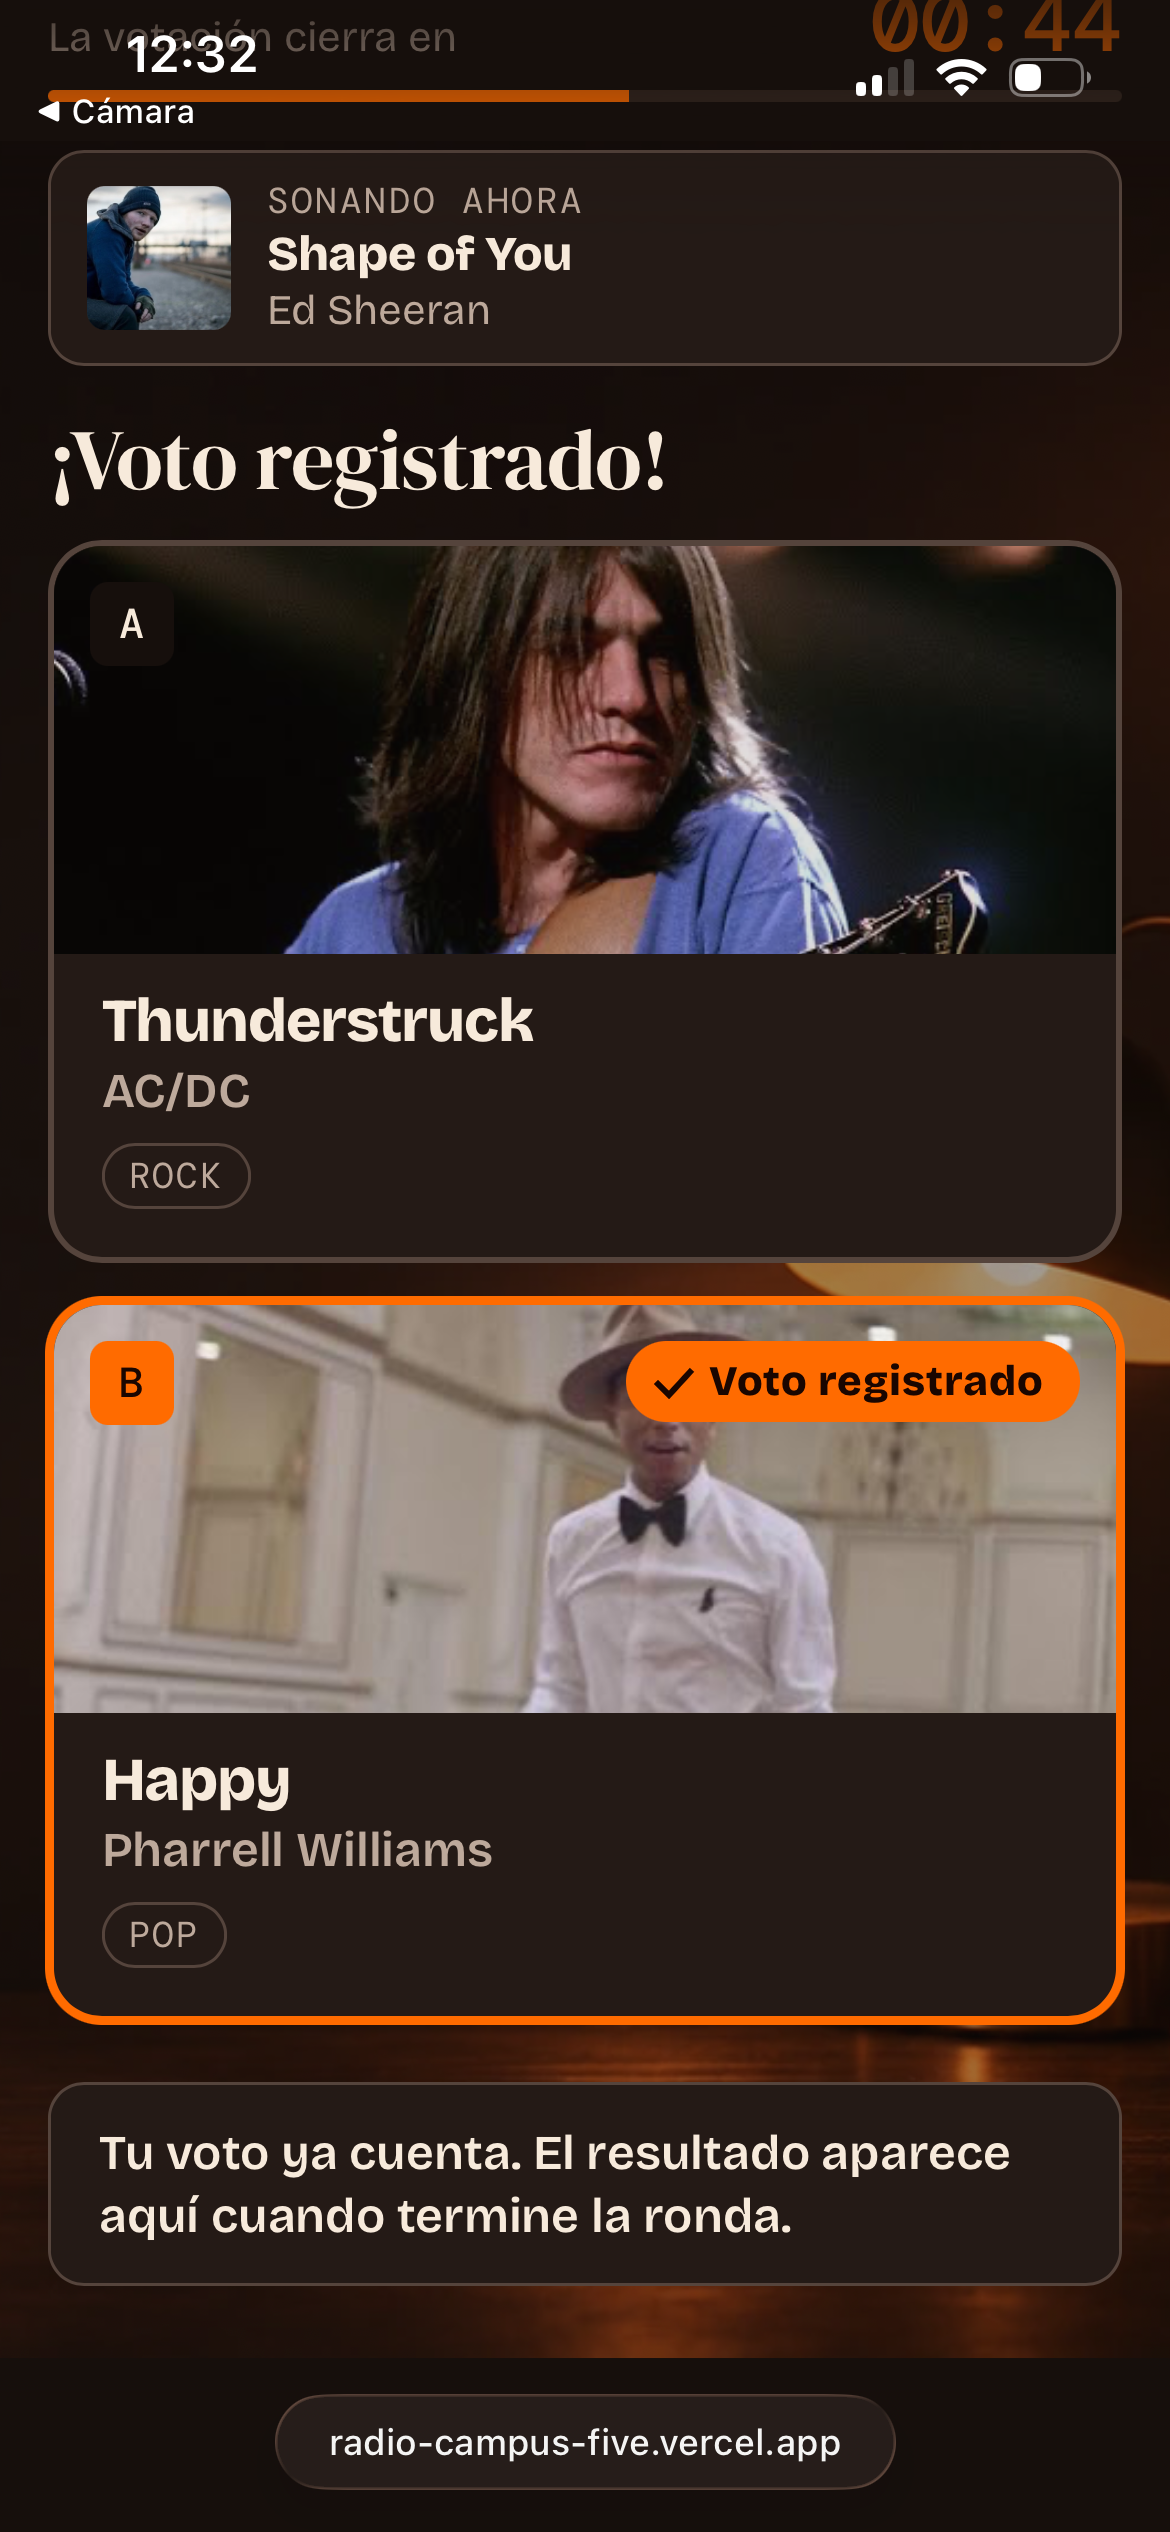 La votación cierra en
00:44
12:32
Cámara
SONANDO AHORA
Shape of You
Ed Sheeran
¡Voto registrado!
A
Thunderstruck
AC/DC
ROCK
B
Voto registrado
Happy
Pharrell Williams
POP
Tu voto ya cuenta. El resultado aparece
aquí cuando termine la ronda.
radio-campus-five.vercel.app